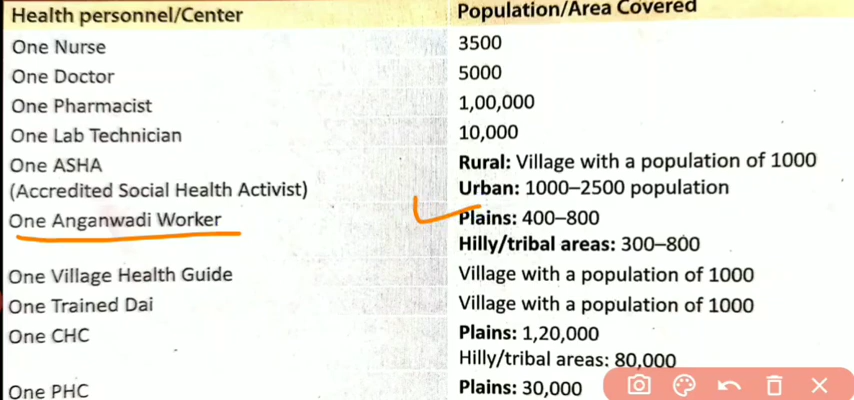 Health personnel/Center Population/Area Covered
One Nurse 3500
One Doctor 5000
One Pharmacist 1,00,000
One Lab Technician 10,000
One ASHA Rural: Village with a population of 1000
(Accredited Social Health Activist) Urban: 1000–2500 population
One Anganwadi Worker Plains: 400–800
Hilly/tribal areas: 300–800
One Village Health Guide Village with a population of 1000
One Trained Dai Village with a population of 1000
One CHC Plains: 1,20,000
Hilly/tribal areas: 80,000
One PHC Plains: 30,000